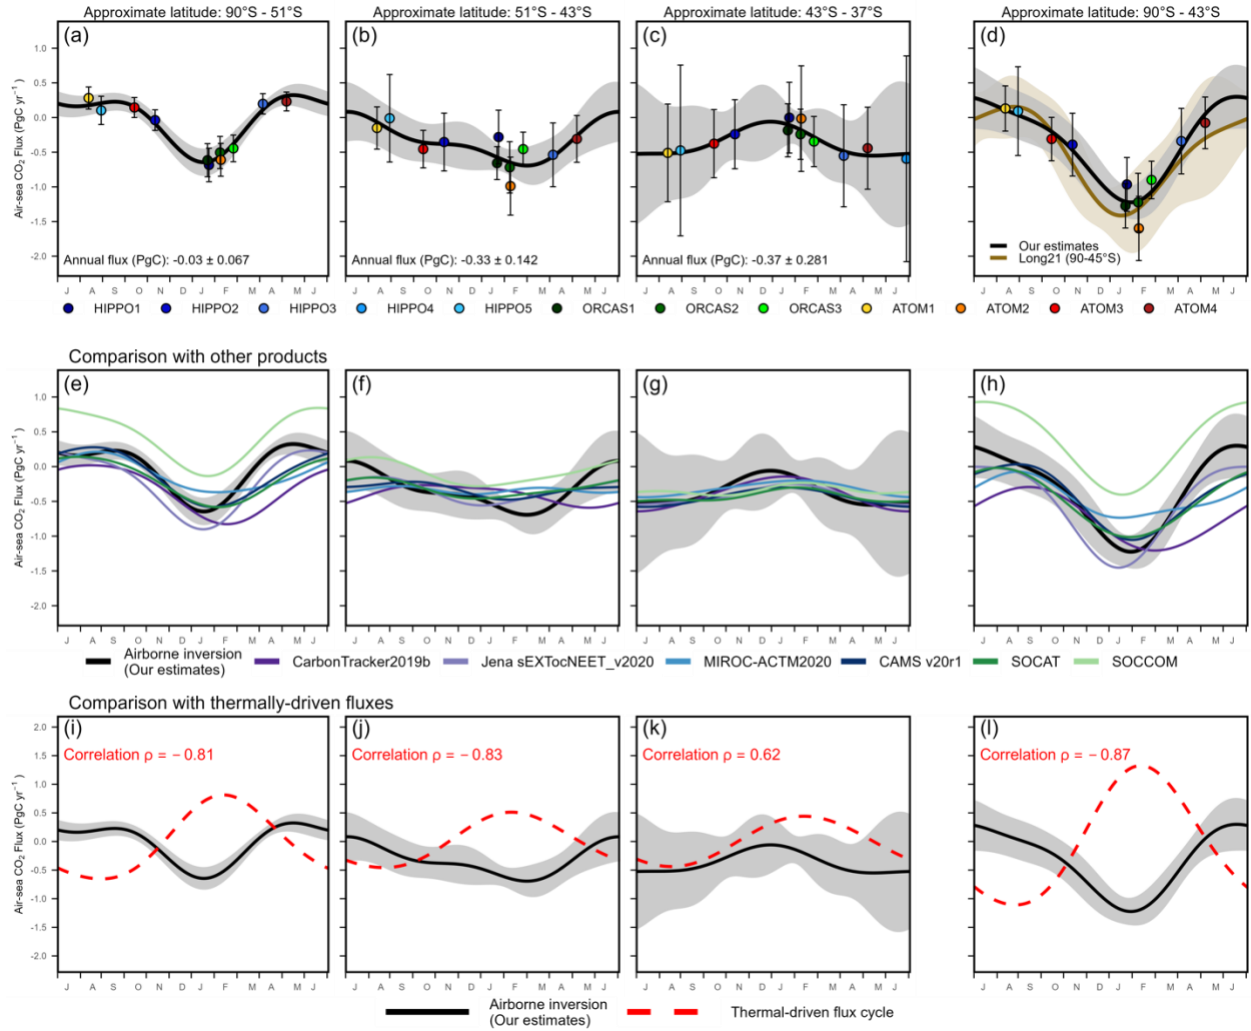 Approximate latitude: 90°S - 51°S
Approximate latitude: 51°S - 43°S
Approximate latitude: 43°S - 37°S
Approximate latitude: 90°S - 43°S
(a)
(b)
(c)
(d)
Air-sea CO2 Flux (PgC yr⁻¹)
1.0
0.5
0.0
-0.5
-1.0
-1.5
-2.0
Annual flux (PgC): -0.03 ± 0.067
Annual flux (PgC): -0.33 ± 0.142
Annual flux (PgC): -0.37 ± 0.281
Our estimates
Long21 (90-45°S)
J A S O N D J F M A M J
J A S O N D J F M A M J
J A S O N D J F M A M J
J A S O N D J F M A M J
HIPPO1 HIPPO2 HIPPO3 HIPPO4 HIPPO5 ORCAS1 ORCAS2 ORCAS3 ATOM1 ATOM2 ATOM3 ATOM4
Comparison with other products
(e)
(f)
(g)
(h)
Air-sea CO2 Flux (PgC yr⁻¹)
1.0
0.5
0.0
-0.5
-1.0
-1.5
-2.0
J A S O N D J F M A M J
J A S O N D J F M A M J
J A S O N D J F M A M J
J A S O N D J F M A M J
Airborne inversion
(Our estimates)
CarbonTracker2019b
Jena sEXTocNEET_v2020
MIROC-ACTM2020
CAMS v20r1
SOCAT
SOCCOM
Comparison with thermally-driven fluxes
(i)
(j)
(k)
(l)
Correlation ρ = − 0.81
Correlation ρ = − 0.83
Correlation ρ = 0.62
Correlation ρ = − 0.87
Air-sea CO2 Flux (PgC yr⁻¹)
2.0
1.5
1.0
0.5
0.0
-0.5
-1.0
-1.5
-2.0
J A S O N D J F M A M J
J A S O N D J F M A M J
J A S O N D J F M A M J
J A S O N D J F M A M J
Airborne inversion
(Our estimates)
Thermal-driven flux cycle